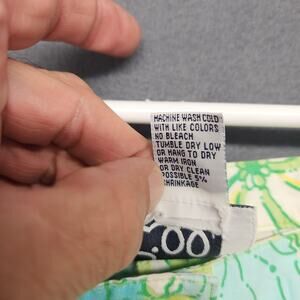 MACHINE WASH COLD
WITH LIKE COLORS
NO BLEACH
TUMBLE DRY LOW
OR HANG TO DRY
WARM IRON
OR DRY CLEAN
POSSIBLE 5%
SHRINKAGE